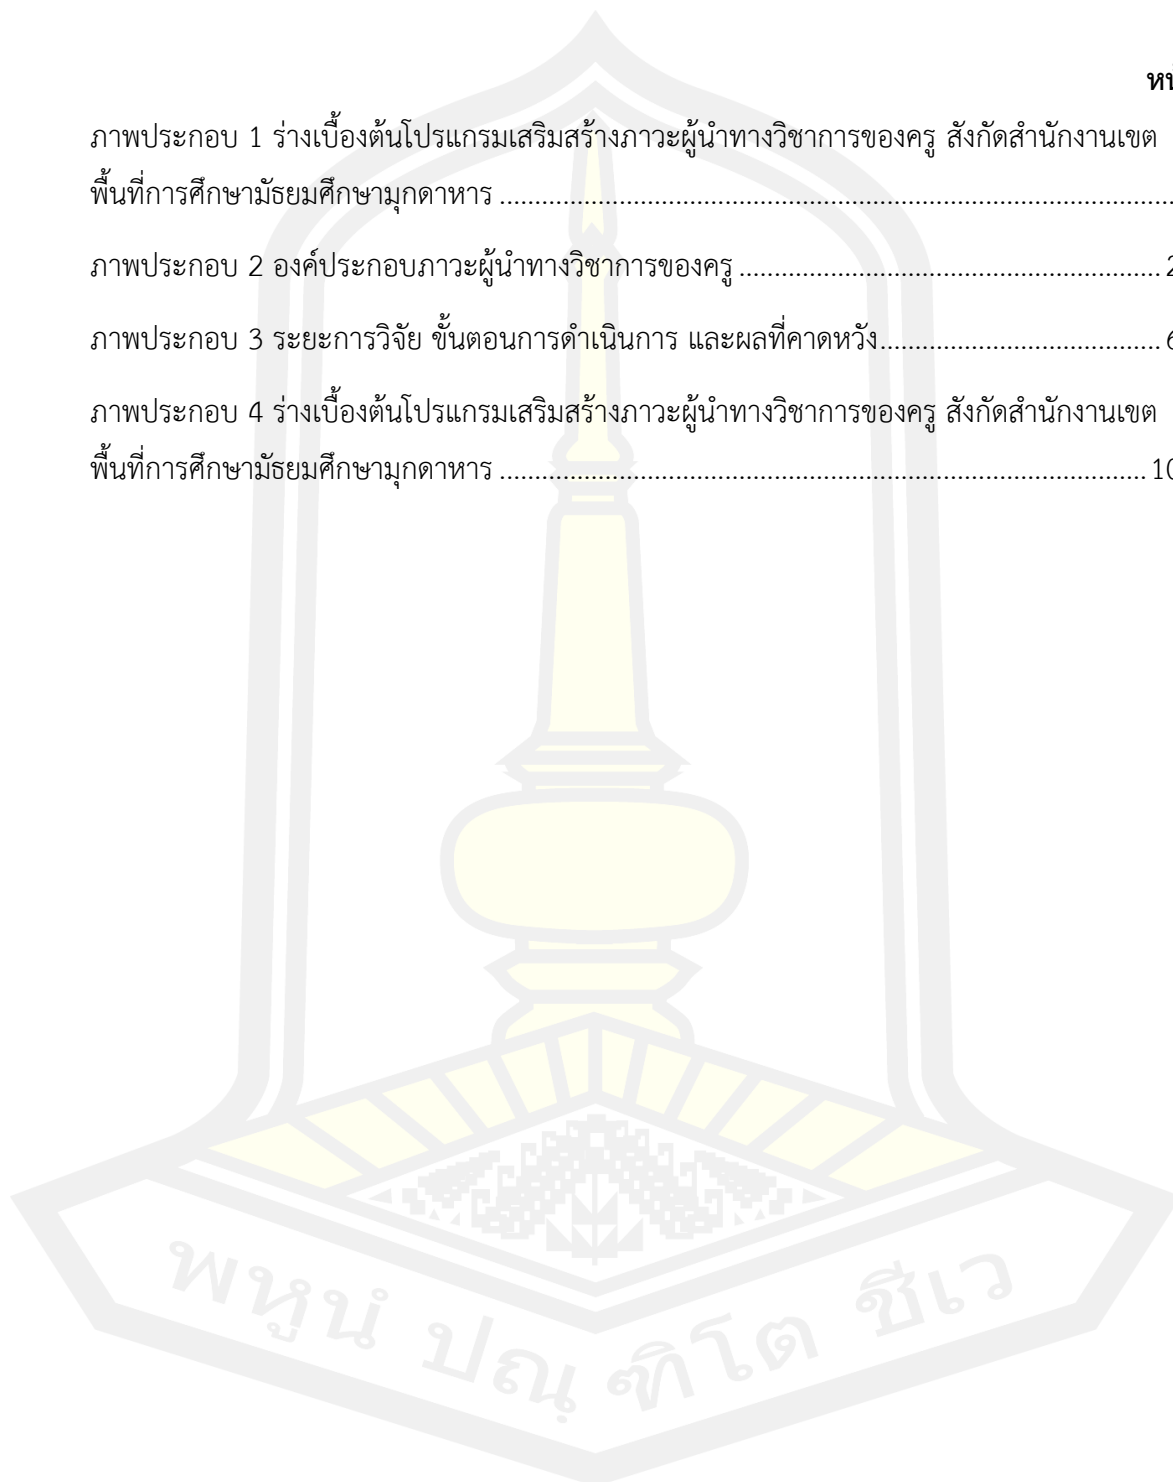 ภาพประกอบ 1 ร่างเบื้องต้นโปรแกรมเสริมสร้างภาวะผู้นำทางวิชาการของครู สังกัดสำนักงานเขต
พื้นที่การศึกษามัธยมศึกษามุกดาหาร ................................................................................................
ภาพประกอบ 2 องค์ประกอบภาวะผู้นำทางวิชาการของครู ............................................................ 2
ภาพประกอบ 3 ระยะการวิจัย ขั้นตอนการดำเนินการ และผลที่คาดหวัง........................................
ภาพประกอบ 4 ร่างเบื้องต้นโปรแกรมเสริมสร้างภาวะผู้นำทางวิชาการของครู สังกัดสำนักงานเขต
พื้นที่การศึกษามัธยมศึกษามุกดาหาร ............................................................................................ 10
พหูนํ ปณฺฑิโต ชีเว